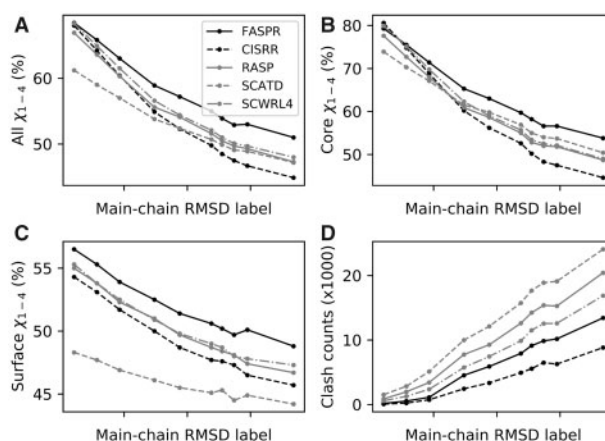 A
All χ1−4 (%)
60
50
FASPR
CISRR
RASP
SCATD
SCWRL4
Main-chain RMSD label
B
Core χ1−4 (%)
80
70
60
50
Main-chain RMSD label
C
Surface χ1−4 (%)
55
50
45
Main-chain RMSD label
D
Clash counts (x1000)
20
10
0
Main-chain RMSD label